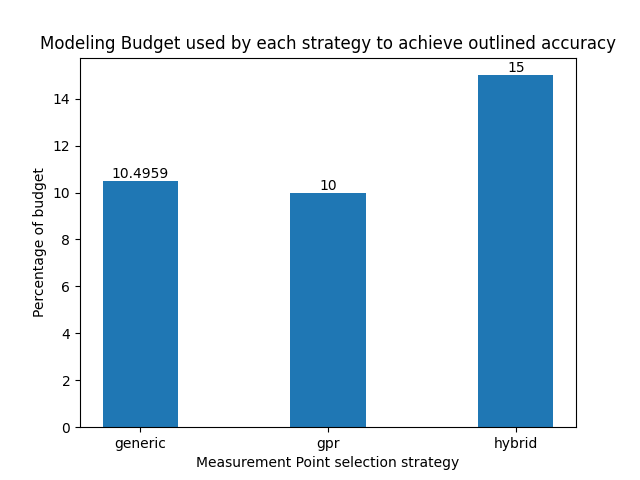 Modeling Budget used by each strategy to achieve outlined accuracy
15
14
12
10.4959
10
10
8
6
4
2
0
Percentage of budget
generic gpr hybrid
Measurement Point selection strategy